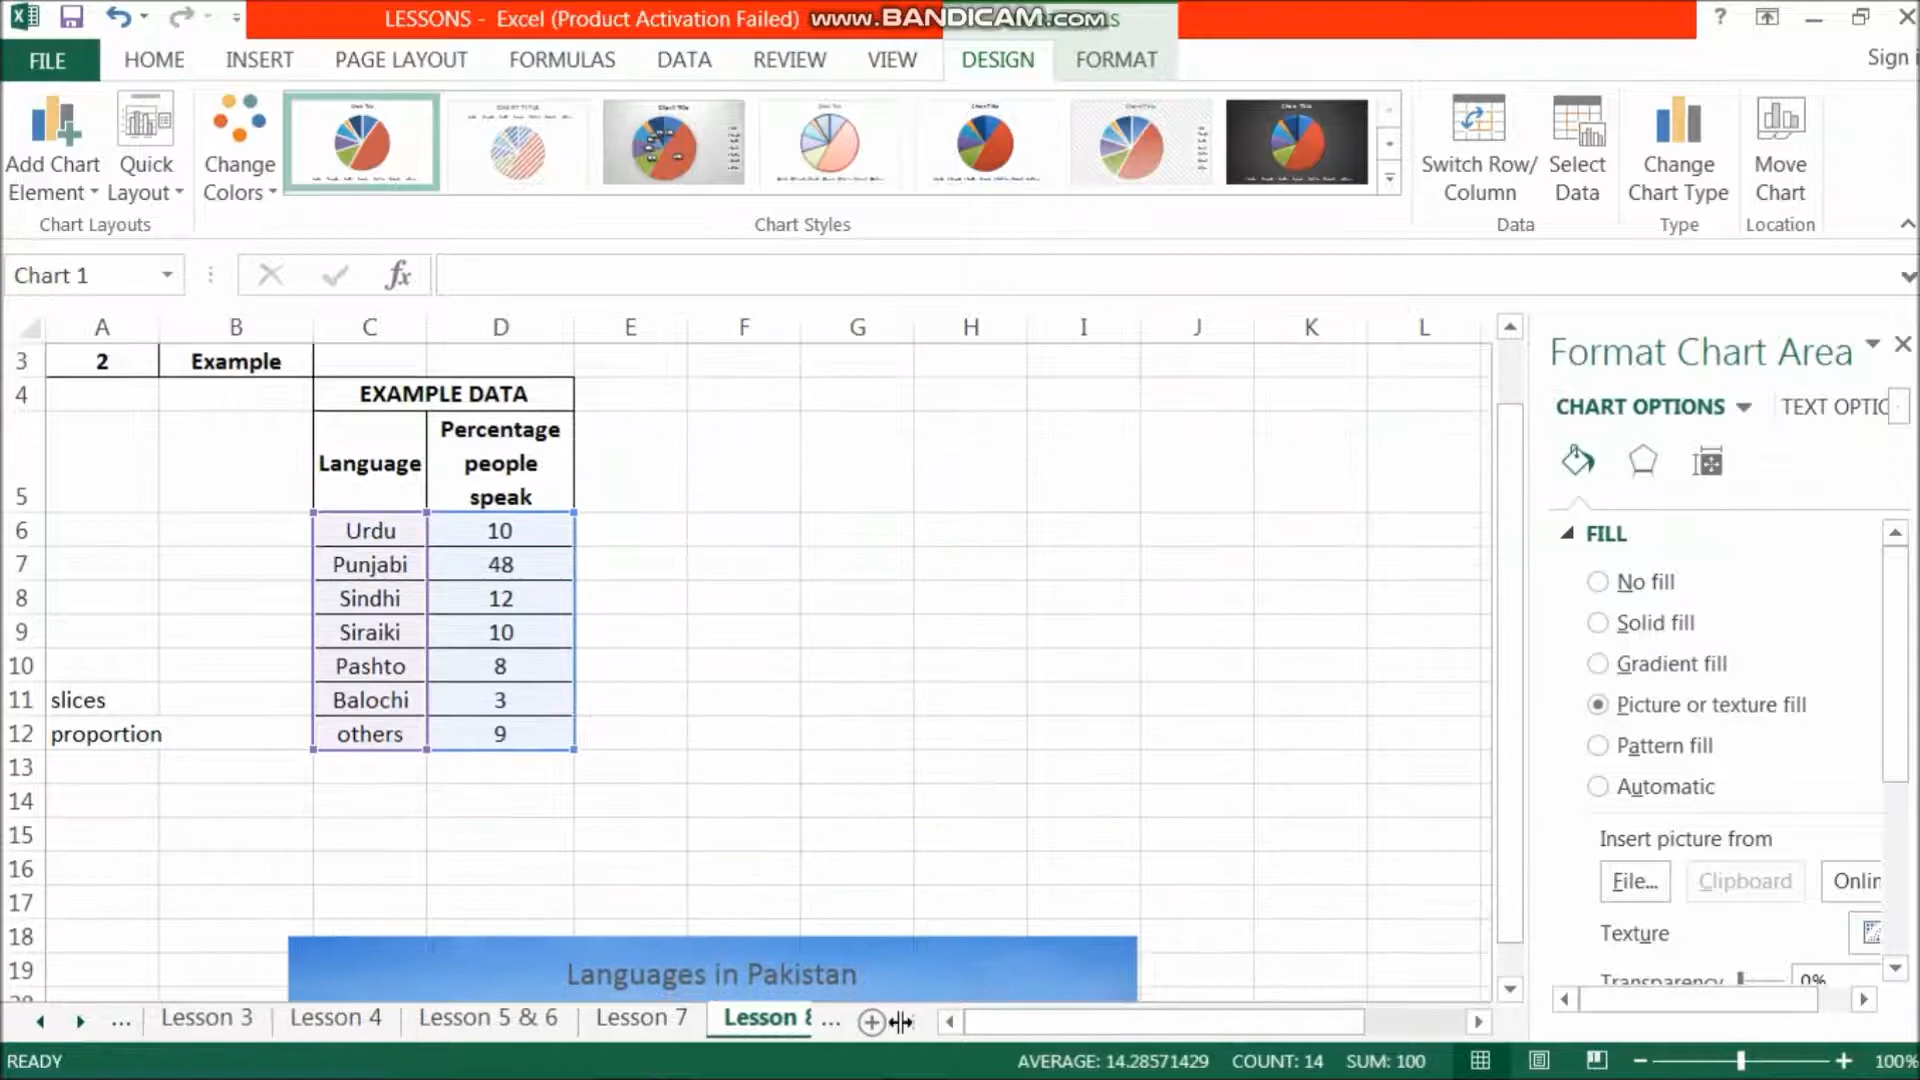 LESSONS - Excel (Product Activation Failed)
www.BANDICAM.com
FILE HOME INSERT PAGE LAYOUT FORMULAS DATA REVIEW VIEW DESIGN FORMAT
Sign i
Add Chart Element
Quick Layout
Change Colors
Switch Row/ Column
Select Data
Change Chart Type
Move Chart
Chart Layouts
Chart Styles
Data
Type
Location
Chart 1
fx
A B C D E F G H I J K L
3 2 Example
4 EXAMPLE DATA
5 Language Percentage people speak
6 Urdu 10
7 Punjabi 48
8 Sindhi 12
9 Siraiki 10
10 Pashto 8
11 slices Balochi 3
12 proportion others 9
13
14
15
16
17
18
19
Languages in Pakistan
Format Chart Area
CHART OPTIONS
TEXT OPTIC
FILL
No fill
Solid fill
Gradient fill
Picture or texture fill
Pattern fill
Automatic
Insert picture from
File...
Clipboard
Onlin
Texture
Transparency 0%
... Lesson 3 Lesson 4 Lesson 5 & 6 Lesson 7 Lesson 8 ...
READY
AVERAGE: 14.28571429 COUNT: 14 SUM: 100
100%